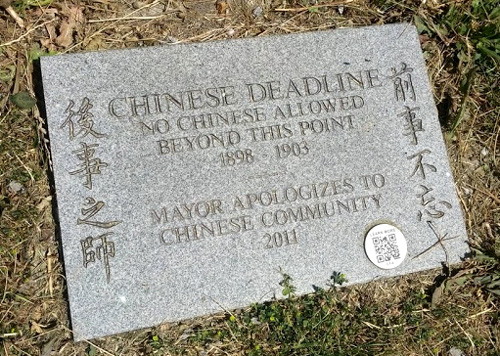 前事不忘
後事之師
CHINESE DEADLINE
NO CHINESE ALLOWED
BEYOND THIS POINT
1898 - 1903
MAYOR APOLOGIZES TO
CHINESE COMMUNITY
2011